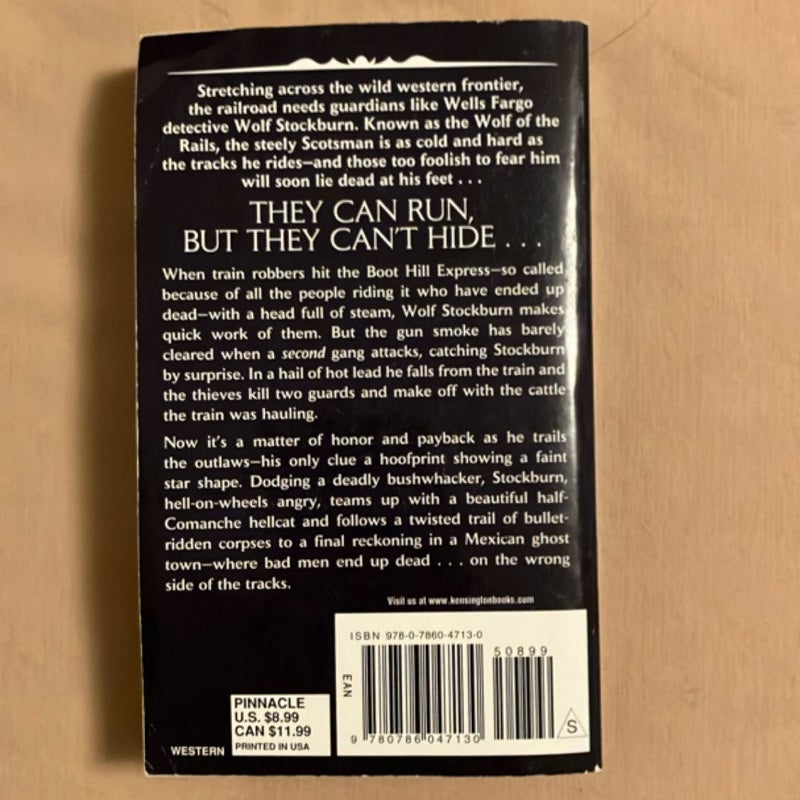 Stretching across the wild western frontier,
the railroad needs guardians like Wells Fargo
detective Wolf Stockburn. Known as the Wolf of the
Rails, the steely Scotsman is as cold and hard as
the tracks he rides—and those too foolish to fear him
will soon lie dead at his feet . . .
THEY CAN RUN,
BUT THEY CAN'T HIDE . . .
When train robbers hit the Boot Hill Express—so called
because of all the people riding it who have ended up
dead—with a head full of steam, Wolf Stockburn makes
quick work of them. But the gun smoke has barely
cleared when a second gang attacks, catching Stockburn
by surprise. In a hail of hot lead he falls from the train and
the thieves kill two guards and make off with the cattle
the train was hauling.
Now it's a matter of honor and payback as he trails
the outlaws—his only clue a hoofprint showing a faint
star shape. Dodging a deadly bushwhacker, Stockburn,
hell-on-wheels angry, teams up with a beautiful half-
Comanche hellcat and follows a twisted trail of bullet-
ridden corpses to a final reckoning in a Mexican ghost
town—where bad men end up dead . . . on the wrong
side of the tracks.
Visit us at www.kensingtonbooks.com
ISBN 978-0-7860-4713-0
50899
EAN
9 780786 047130
S
PINNACLE
U.S. $8.99
CAN $11.99
PRINTED IN USA
WESTERN